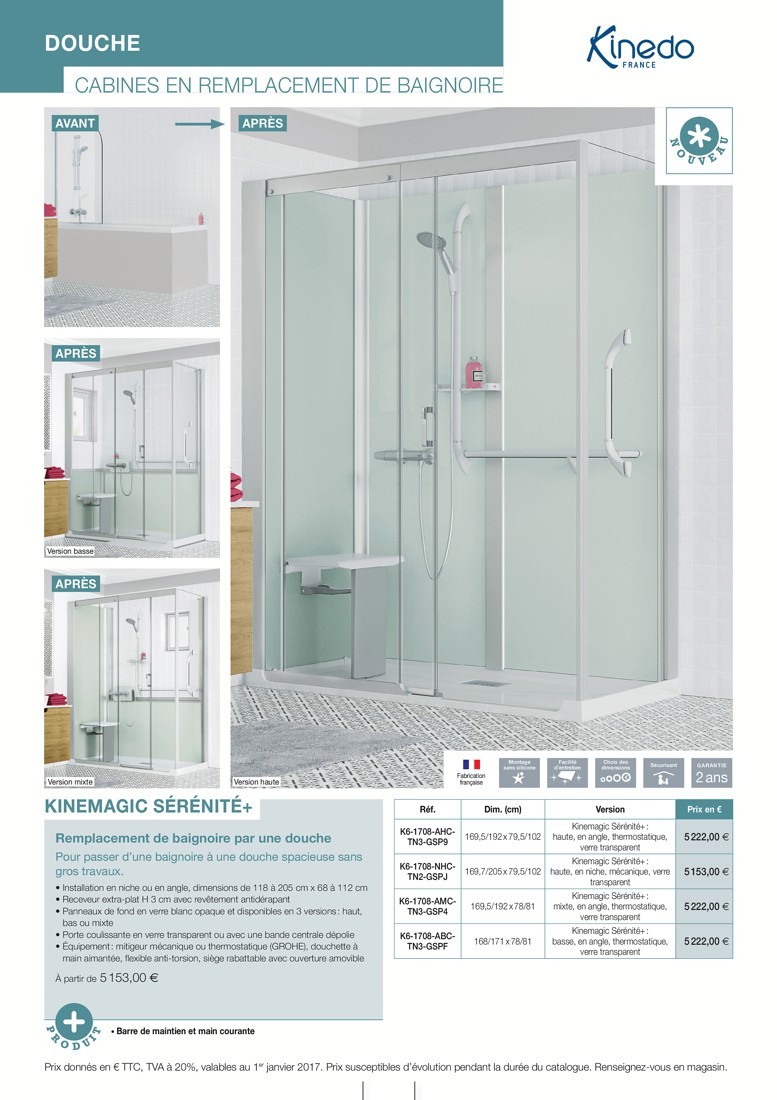 DOUCHE
Kinedo
FRANCE
CABINES EN REMPLACEMENT DE BAIGNOIRE
AVANT
APRÈS
NOUVEAU
APRÈS
Version basse
APRÈS
Version mixte
Version haute
Fabrication
française
Montage
sans silicone
Facilité
d'entretien
Choix des
dimensions
Sécurisant
GARANTIE
2 ans
KINEMAGIC SÉRÉNITÉ+
Remplacement de baignoire par une douche
Pour passer d'une baignoire à une douche spacieuse sans
gros travaux.
• Installation en niche ou en angle, dimensions de 118 à 205 cm x 68 à 112 cm
• Receveur extra-plat H 3 cm avec revêtement antidérapant
• Panneaux de fond en verre blanc opaque et disponibles en 3 versions : haut,
bas ou mixte
• Porte coulissante en verre transparent ou avec une bande centrale dépolie
• Équipement : mitigeur mécanique ou thermostatique (GROHE), douchette à
main aimantée, flexible anti-torsion, siège rabattable avec ouverture amovible
À partir de 5 153,00 €
PRODUIT
• Barre de maintien et main courante
Réf. Dim. (cm) Version Prix en €
K6-1708-AHC-
TN3-GSP9
169,5/192 x 79,5/102
Kinemagic Sérénité+ :
haute, en angle, thermostatique,
verre transparent
5 222,00 €
K6-1708-NHC-
TN2-GSPJ
169,7/205 x 79,5/102
Kinemagic Sérénité+ :
haute, en niche, mécanique, verre
transparent
5 153,00 €
K6-1708-AMC-
TN3-GSP4
169,5/192 x 78/81
Kinemagic Sérénité+ :
mixte, en angle, thermostatique,
verre transparent
5 222,00 €
K6-1708-ABC-
TN3-GSPF
168/171 x 78/81
Kinemagic Sérénité+ :
basse, en angle, thermostatique,
verre transparent
5 222,00 €
Prix donnés en € TTC, TVA à 20%, valables au 1er janvier 2017. Prix susceptibles d'évolution pendant la durée du catalogue. Renseignez-vous en magasin.